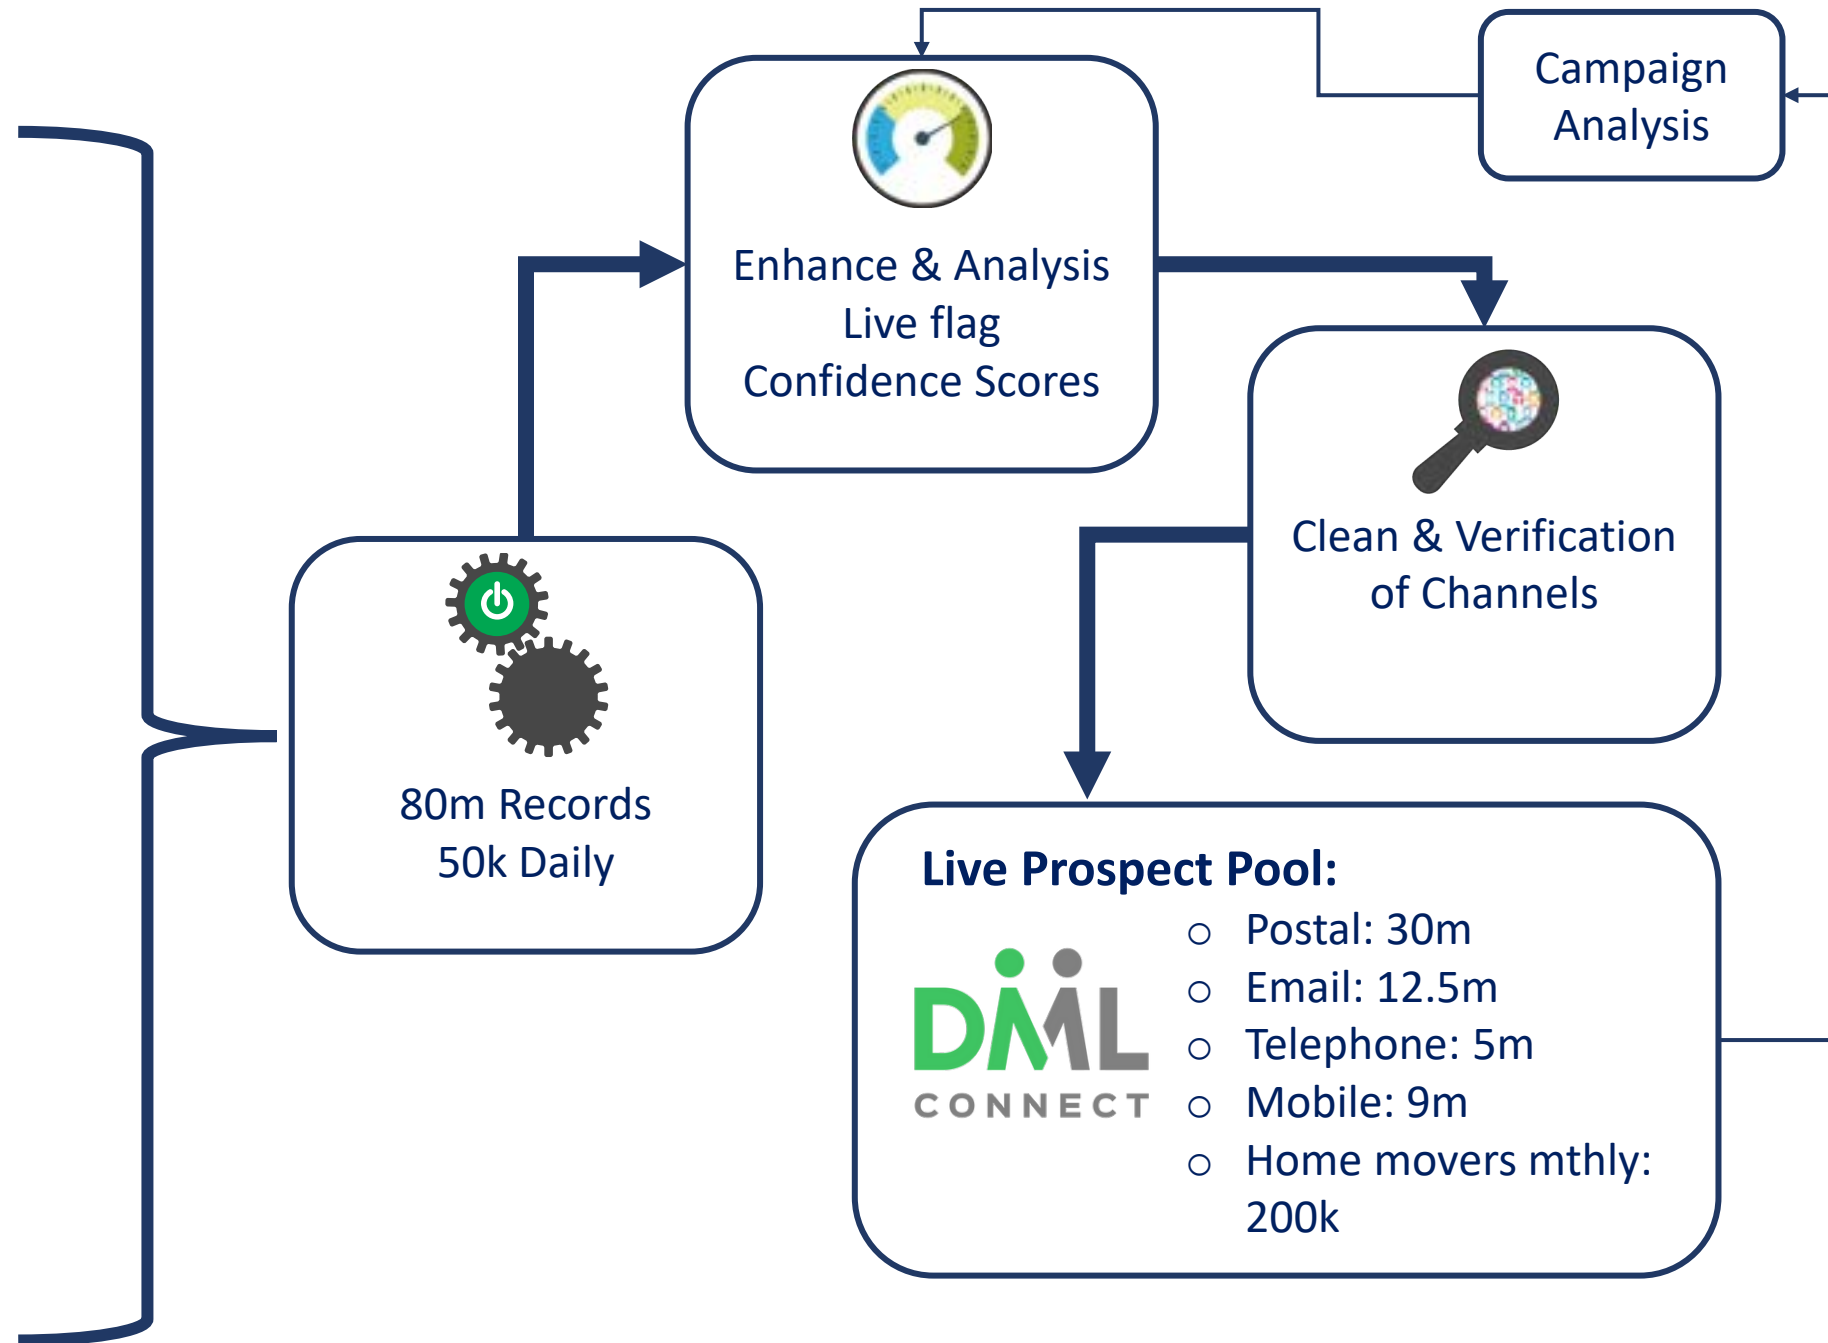 Campaign
Analysis
Enhance & Analysis
Live flag
Confidence Scores
Clean & Verification
of Channels
80m Records
50k Daily
Live Prospect Pool:
DML
CONNECT
o Postal: 30m
o Email: 12.5m
o Telephone: 5m
o Mobile: 9m
o Home movers mthly:
200k